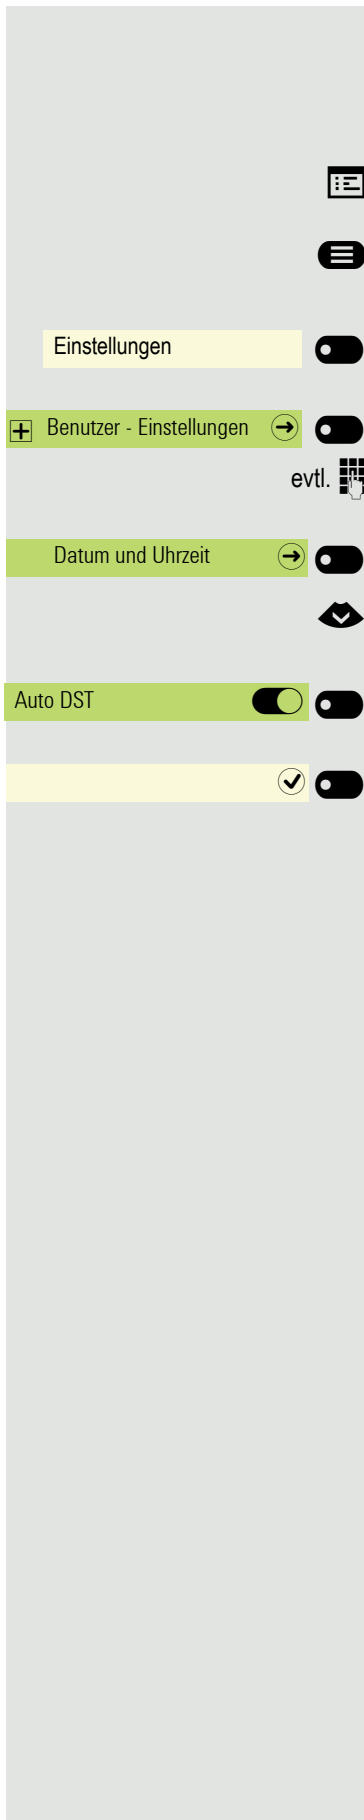 Einstellungen
Benutzer - Einstellungen
evtl.
Datum und Uhrzeit
Auto DST